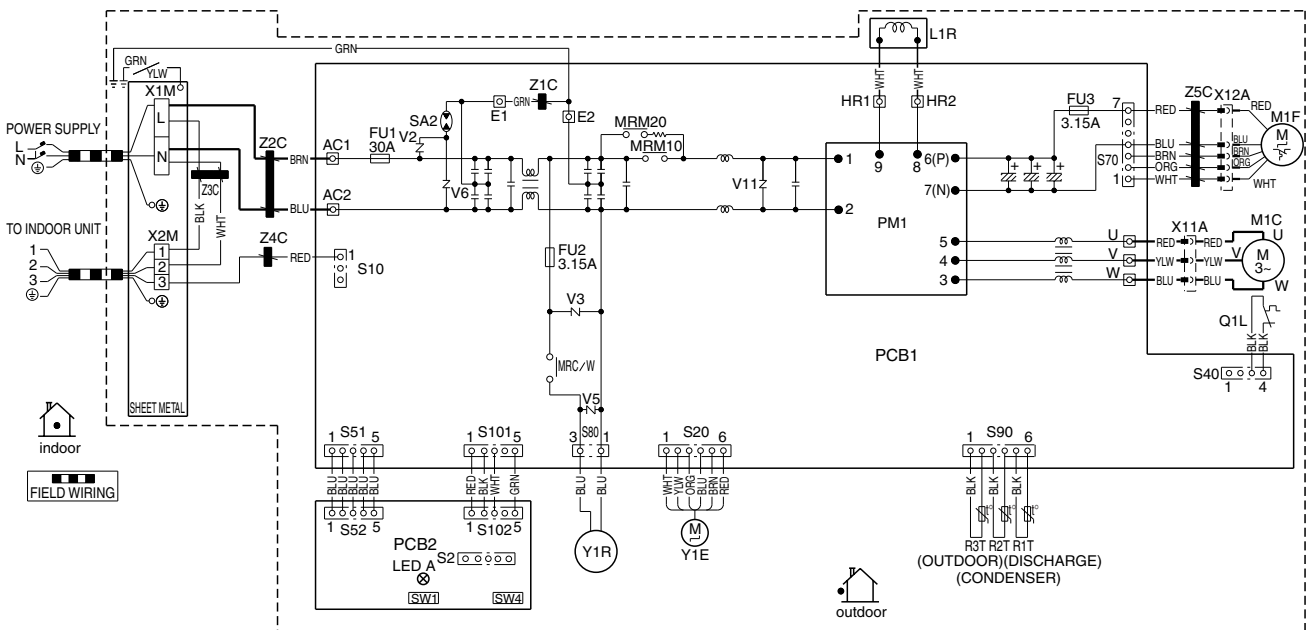 GRN
L1R
GRN
YLW
X1M
POWER SUPPLY
L
N
L
N
Z2C
Z3C
BLK
WHT
BRN
BLU
AC1
AC2
FU1
30A
V2
SA2
E1
GRN
Z1C
E2
V6
MRM20
MRM10
V11
WHT
WHT
HR1
HR2
1
2
9
8
6(P)
7(N)
PM1
5
4
3
FU3
3.15A
7
S70
1
RED
BLU
BRN
ORG
WHT
Z5C
X12A
RED
BLU
BRN
ORG
WHT
M1F
M
TO INDOOR UNIT
1
2
3
X2M
1
2
3
Z4C
RED
1
S10
FU2
3.15A
V3
MRC/W
V5
U
V
W
RED
YLW
BLU
X11A
RED
YLW
BLU
M1C
U
V
W
M
3~
Q1L
BLK
BLK
S40
1 4
PCB1
SHEET METAL
indoor
FIELD WIRING
1 S51 5
BLU
BLU
BLU
BLU
BLU
1 S52 5
1 S101 5
RED
BLK
WHT
GRN
1 S102 5
PCB2
LED A
S2
SW1
SW4
3 S80 1
BLU
BLU
Y1R
1 S20 6
WHT
YLW
ORG
BLU
BRN
RED
M
Y1E
1 S90 6
BLK
BLK
BLK
t°
t°
t°
R3T R2T R1T
(OUTDOOR)(DISCHARGE)
(CONDENSER)
outdoor